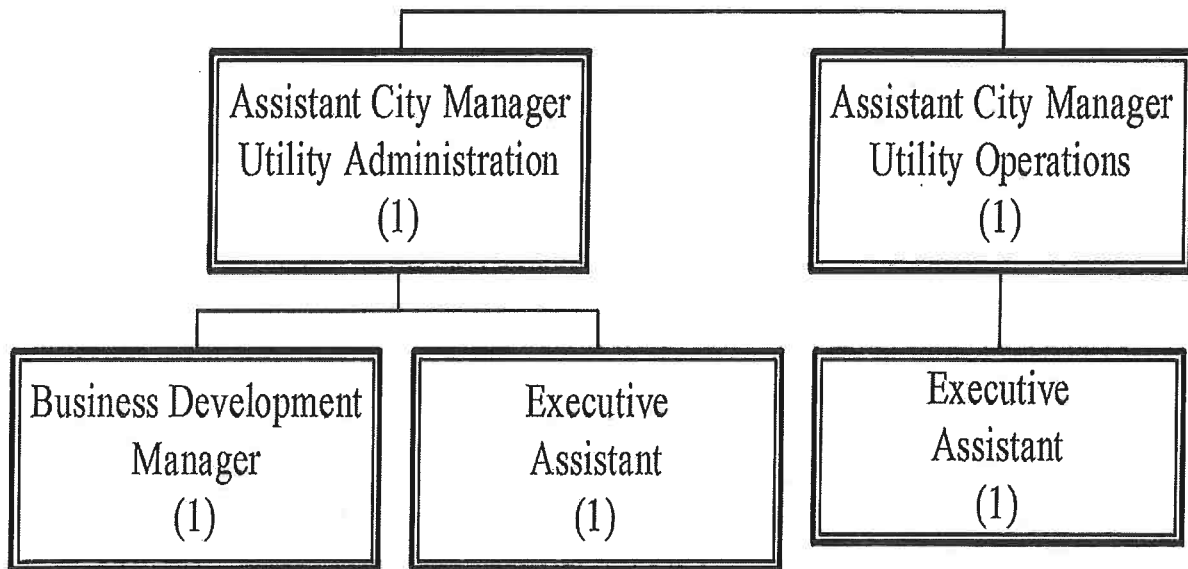 Assistant City Manager
Utility Administration
(1)
Assistant City Manager
Utility Operations
(1)
Business Development
Manager
(1)
Executive
Assistant
(1)
Executive
Assistant
(1)